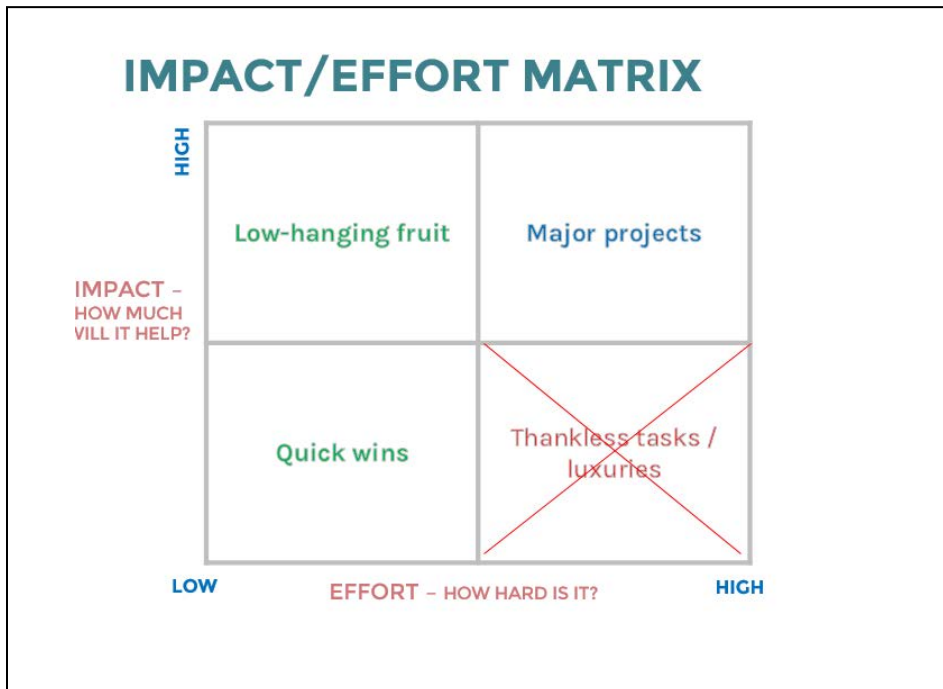 IMPACT/EFFORT MATRIX
HIGH
Low-hanging fruit
Major projects
IMPACT –
HOW MUCH
VILL IT HELP?
Quick wins
Thankless tasks /
luxuries
LOW
EFFORT – HOW HARD IS IT?
HIGH